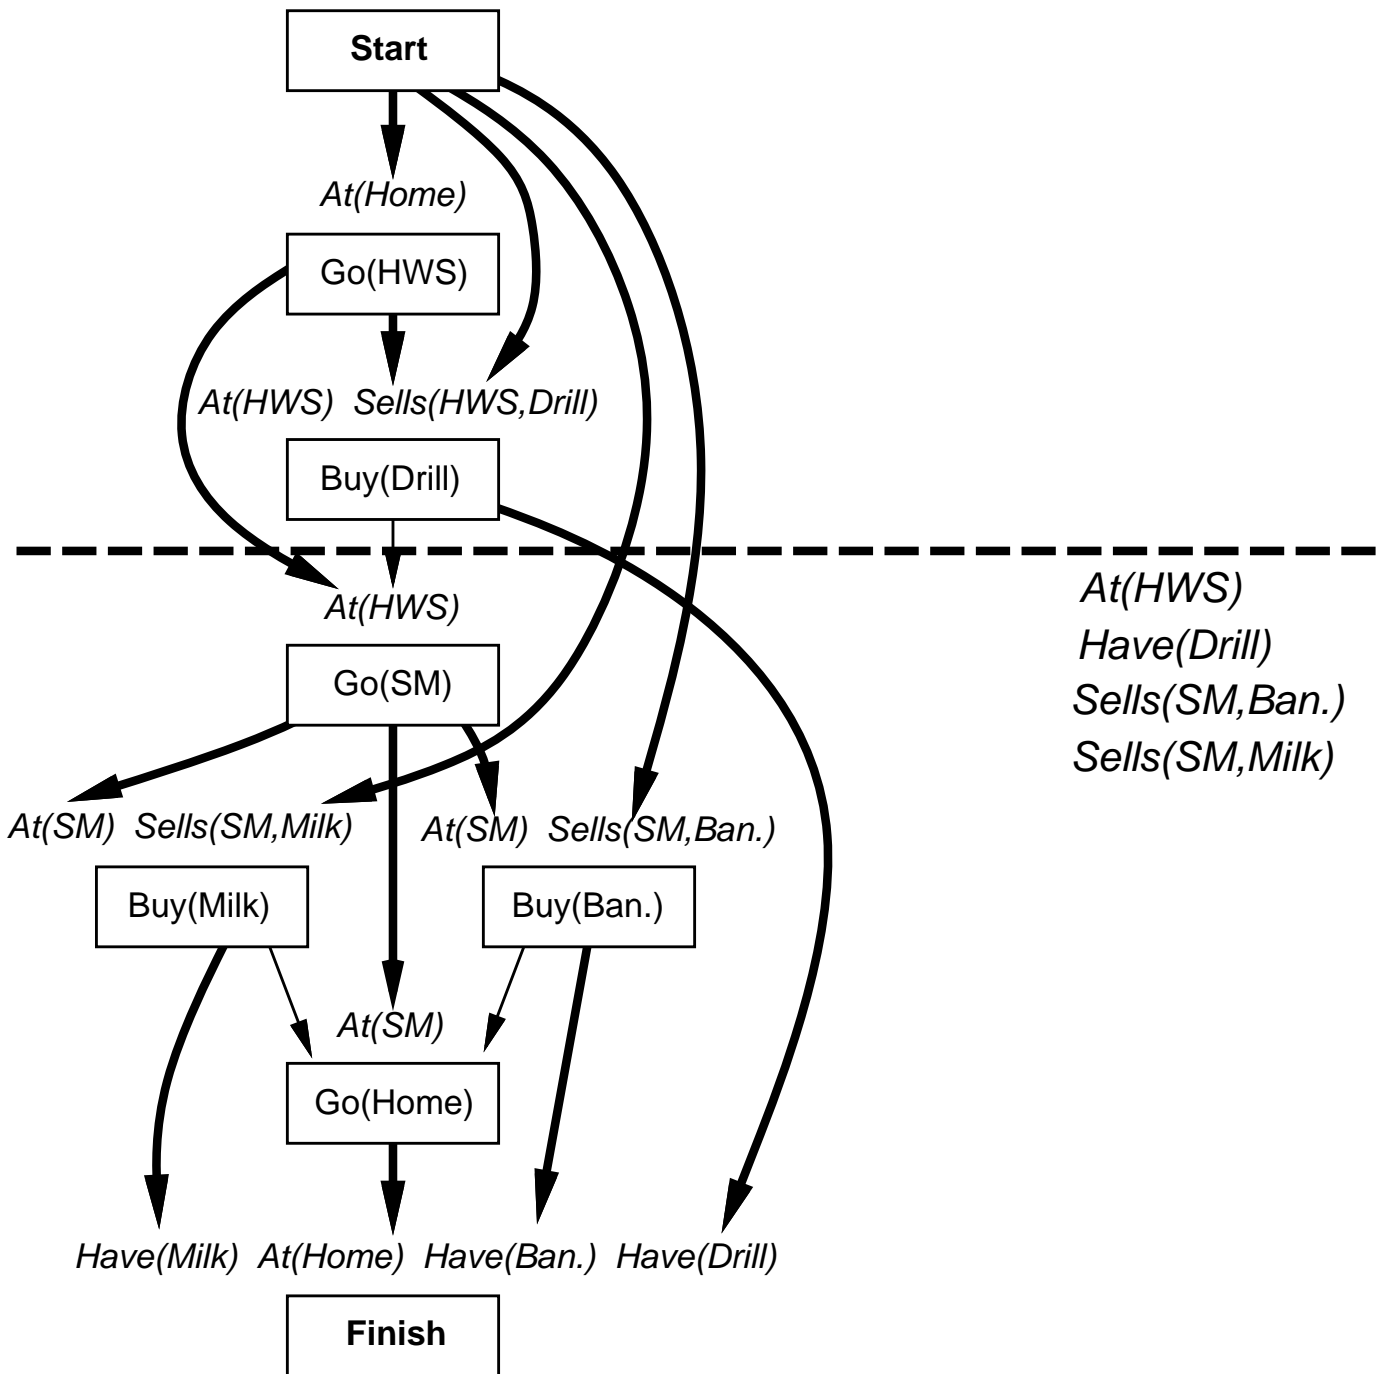 Start
At(Home)
Go(HWS)
At(HWS) Sells(HWS,Drill)
Buy(Drill)
At(HWS)
Go(SM)
At(SM) Sells(SM,Milk) At(SM) Sells(SM,Ban.)
Buy(Milk) Buy(Ban.)
At(SM)
Go(Home)
Have(Milk) At(Home) Have(Ban.) Have(Drill)
Finish
At(HWS)
Have(Drill)
Sells(SM,Ban.)
Sells(SM,Milk)